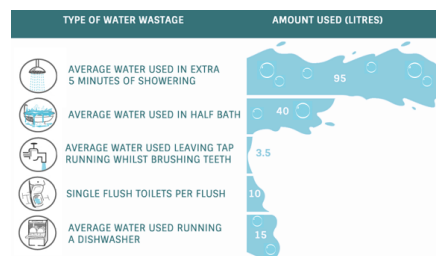 TYPE OF WATER WASTAGE
AMOUNT USED (LITRES)
AVERAGE WATER USED IN EXTRA
5 MINUTES OF SHOWERING
95
AVERAGE WATER USED IN HALF BATH
40
AVERAGE WATER USED LEAVING TAP
RUNNING WHILST BRUSHING TEETH
3.5
SINGLE FLUSH TOILETS PER FLUSH
10
AVERAGE WATER USED RUNNING
A DISHWASHER
15